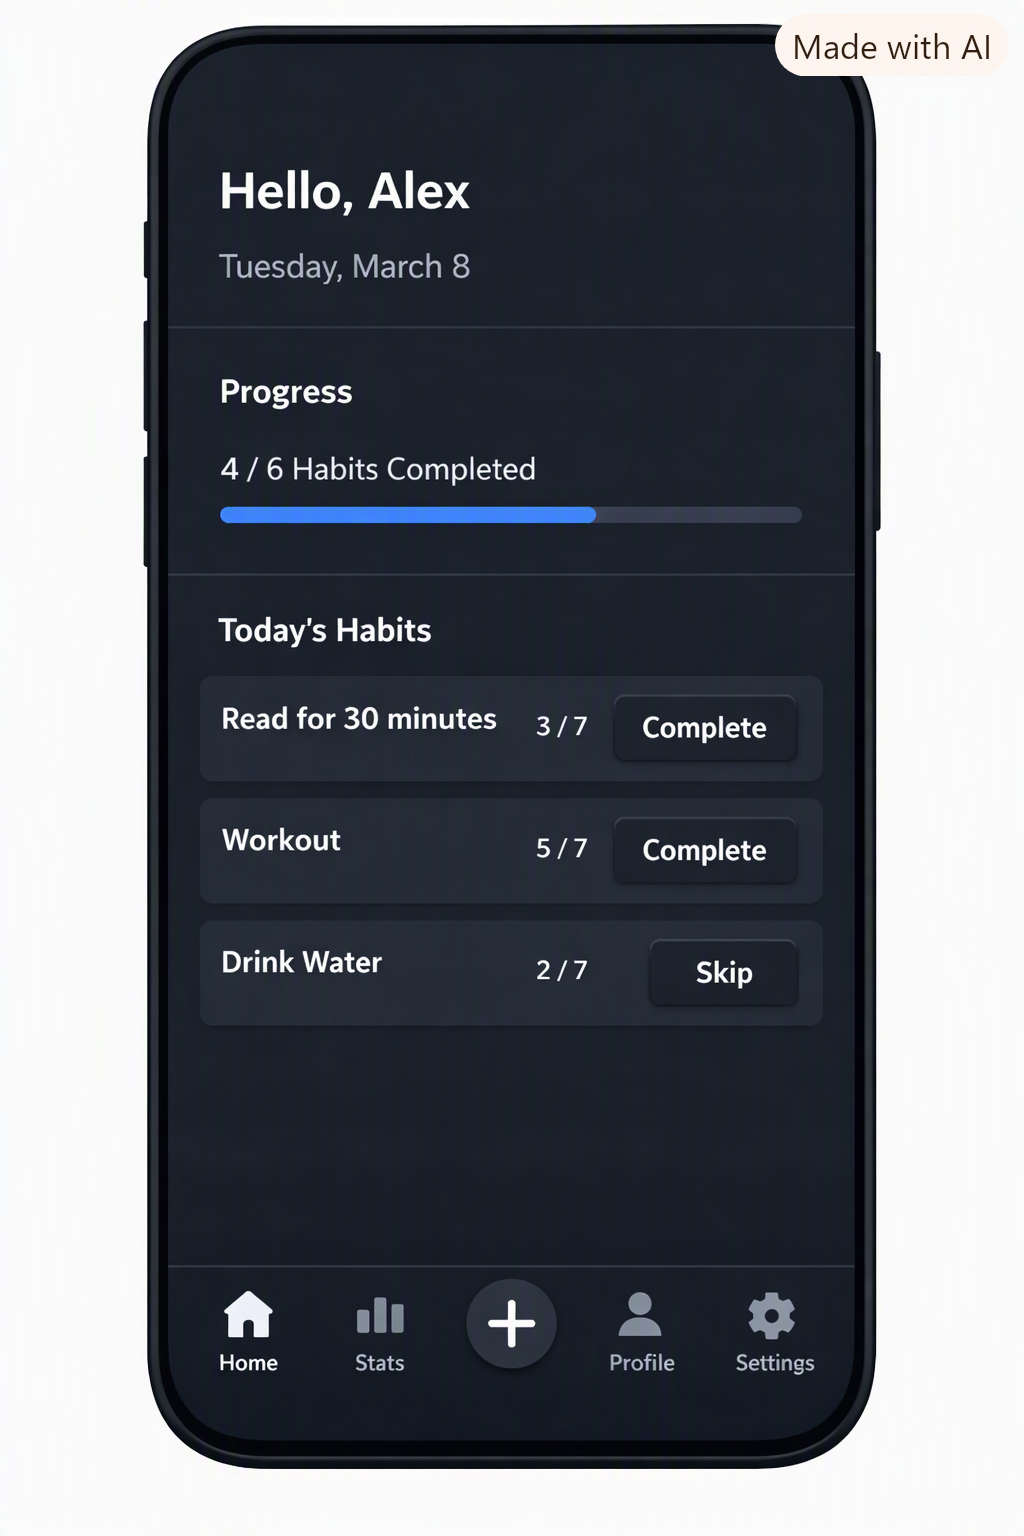 Made with AI
Hello, Alex
Tuesday, March 8
Progress
4 / 6 Habits Completed
Today's Habits
Read for 30 minutes 3 / 7 Complete
Workout 5 / 7 Complete
Drink Water 2 / 7 Skip
Home Stats Profile Settings